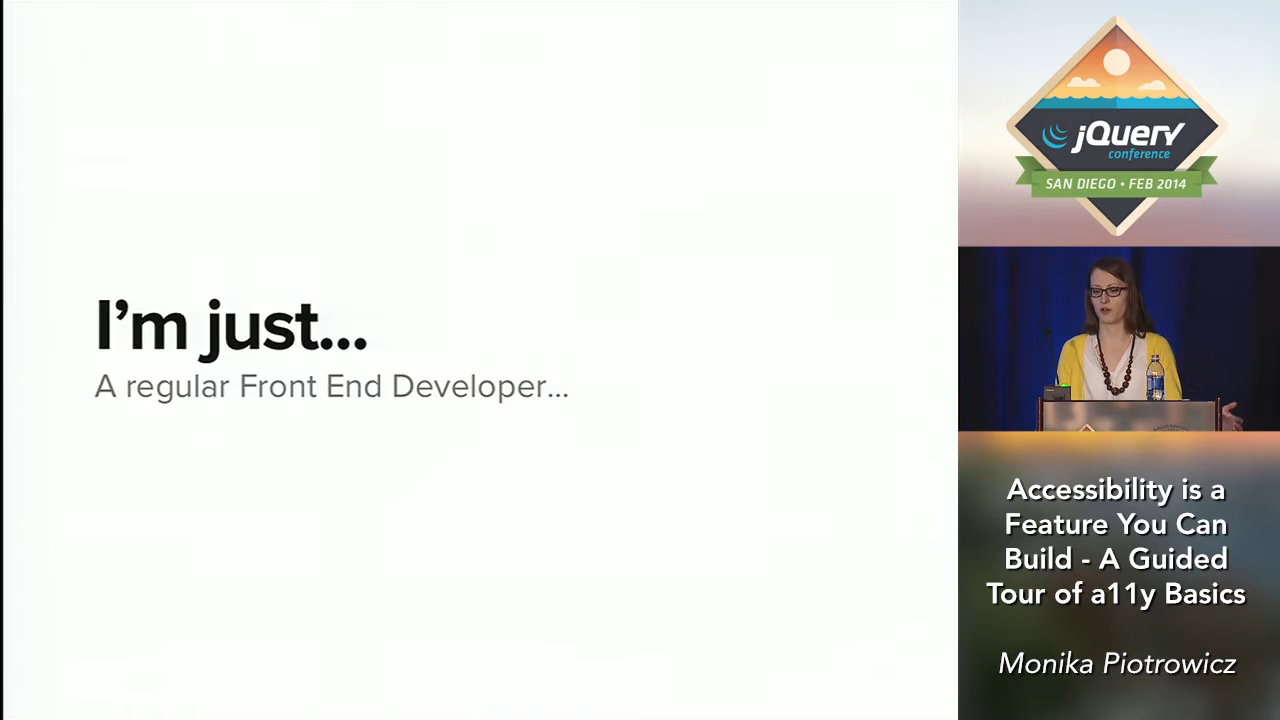 I'm just...
A regular Front End Developer...
jQuery
conference
SAN DIEGO • FEB 2014
Accessibility is a
Feature You Can
Build - A Guided
Tour of a11y Basics
Monika Piotrowicz